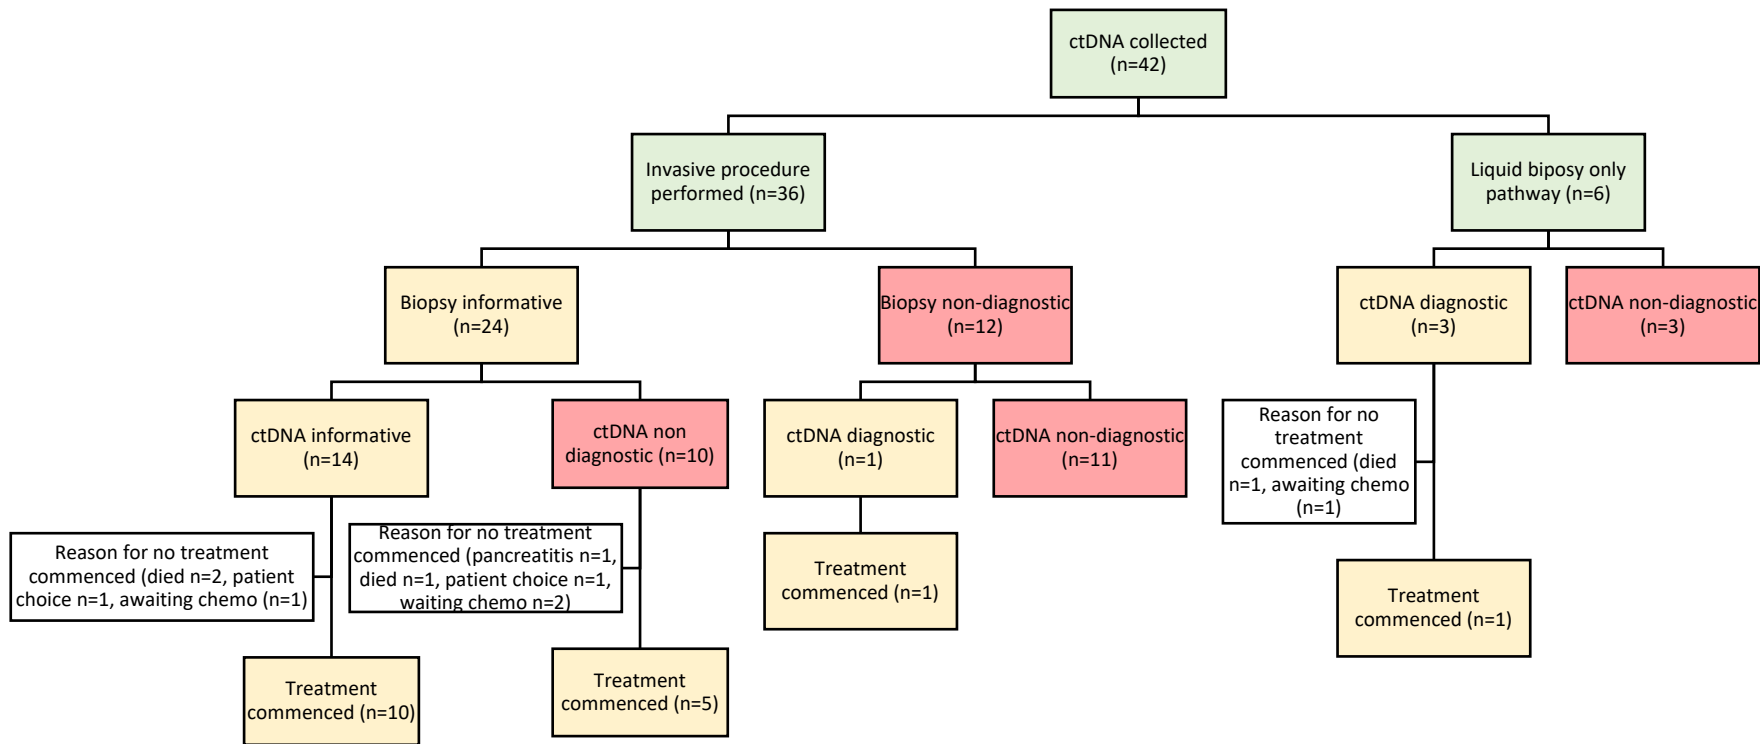 ctDNA collected
(n=42)
Invasive procedure
performed (n=36)
Liquid biposy only
pathway (n=6)
Biopsy informative
(n=24)
Biopsy non-diagnostic
(n=12)
ctDNA diagnostic
(n=3)
ctDNA non-diagnostic
(n=3)
ctDNA informative
(n=14)
ctDNA non
diagnostic (n=10)
ctDNA diagnostic
(n=1)
ctDNA non-diagnostic
(n=11)
Reason for no
treatment
commenced (died
n=1, awaiting chemo
(n=1)
Reason for no treatment
commenced (died n=2, patient
choice n=1, awaiting chemo (n=1)
Reason for no treatment
commenced (pancreatitis n=1,
died n=1, patient choice n=1,
waiting chemo n=2)
Treatment
commenced (n=1)
Treatment
commenced (n=1)
Treatment
commenced (n=10)
Treatment
commenced (n=5)